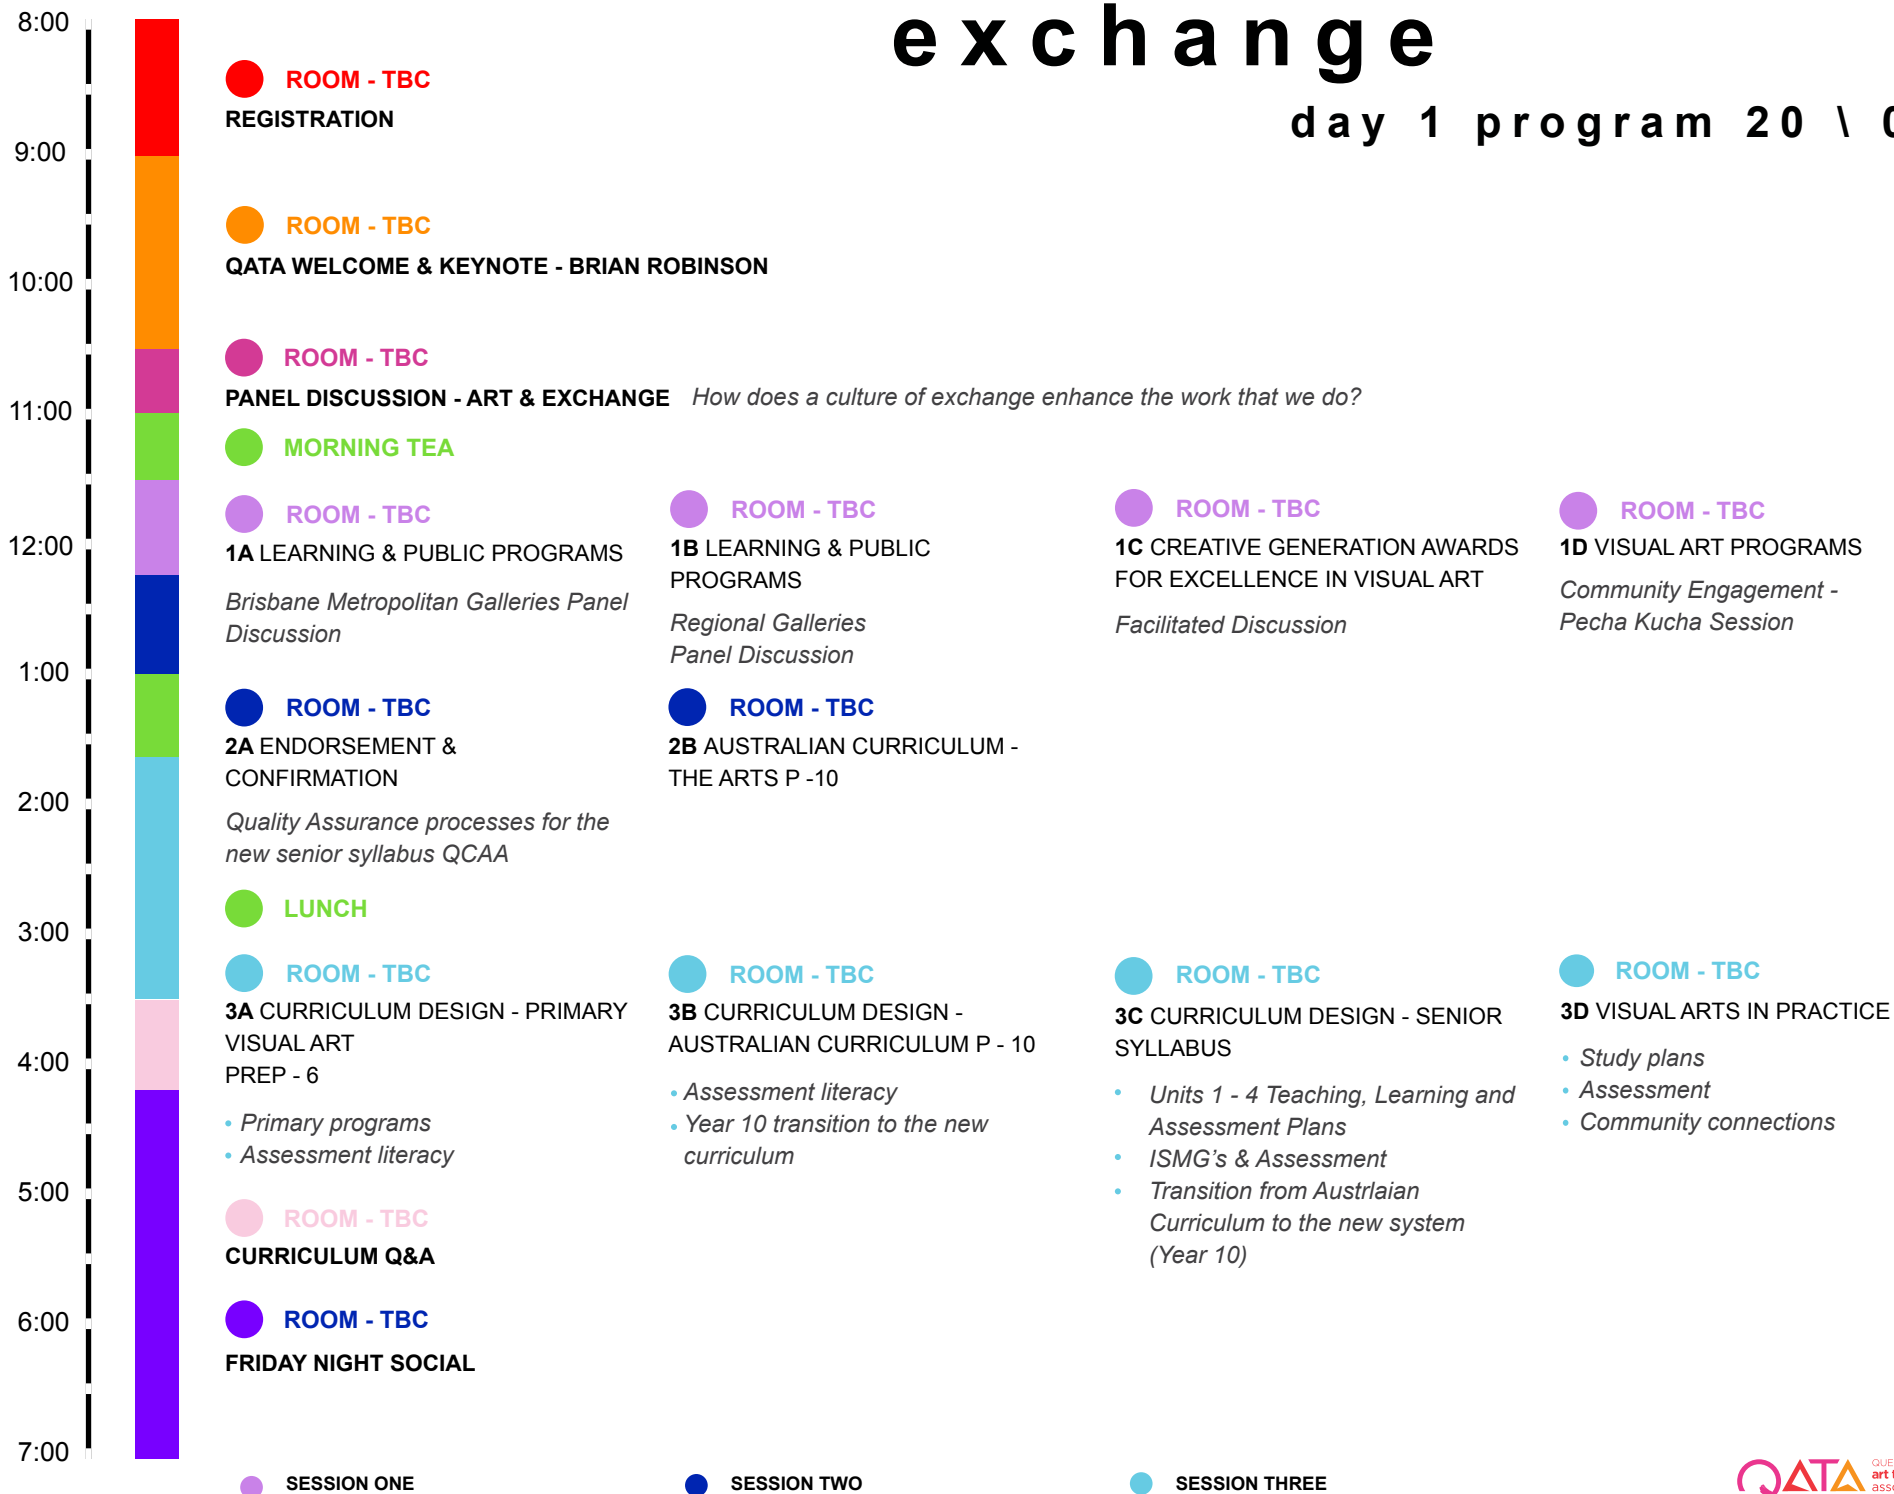 exchange
day 1 program 20 \
8:00
9:00
10:00
11:00
12:00
1:00
2:00
3:00
4:00
5:00
6:00
7:00
ROOM - TBC
REGISTRATION
ROOM - TBC
QATA WELCOME & KEYNOTE - BRIAN ROBINSON
ROOM - TBC
PANEL DISCUSSION - ART & EXCHANGE How does a culture of exchange enhance the work that we do?
MORNING TEA
ROOM - TBC
1A LEARNING & PUBLIC PROGRAMS
Brisbane Metropolitan Galleries Panel
Discussion
ROOM - TBC
1B LEARNING & PUBLIC
PROGRAMS
Regional Galleries
Panel Discussion
ROOM - TBC
1C CREATIVE GENERATION AWARDS
FOR EXCELLENCE IN VISUAL ART
Facilitated Discussion
ROOM - TBC
1D VISUAL ART PROGRAMS
Community Engagement -
Pecha Kucha Session
ROOM - TBC
2A ENDORSEMENT &
CONFIRMATION
Quality Assurance processes for the
new senior syllabus QCAA
ROOM - TBC
2B AUSTRALIAN CURRICULUM -
THE ARTS P -10
LUNCH
ROOM - TBC
3A CURRICULUM DESIGN - PRIMARY
VISUAL ART
PREP - 6
• Primary programs
• Assessment literacy
ROOM - TBC
3B CURRICULUM DESIGN -
AUSTRALIAN CURRICULUM P - 10
• Assessment literacy
• Year 10 transition to the new
curriculum
ROOM - TBC
3C CURRICULUM DESIGN - SENIOR
SYLLABUS
• Units 1 - 4 Teaching, Learning and
Assessment Plans
• ISMG's & Assessment
• Transition from Austrlaian
Curriculum to the new system
(Year 10)
ROOM - TBC
3D VISUAL ARTS IN PRACTICE
• Study plans
• Assessment
• Community connections
ROOM - TBC
CURRICULUM Q&A
ROOM - TBC
FRIDAY NIGHT SOCIAL
SESSION ONE
SESSION TWO
SESSION THREE
QATA
art